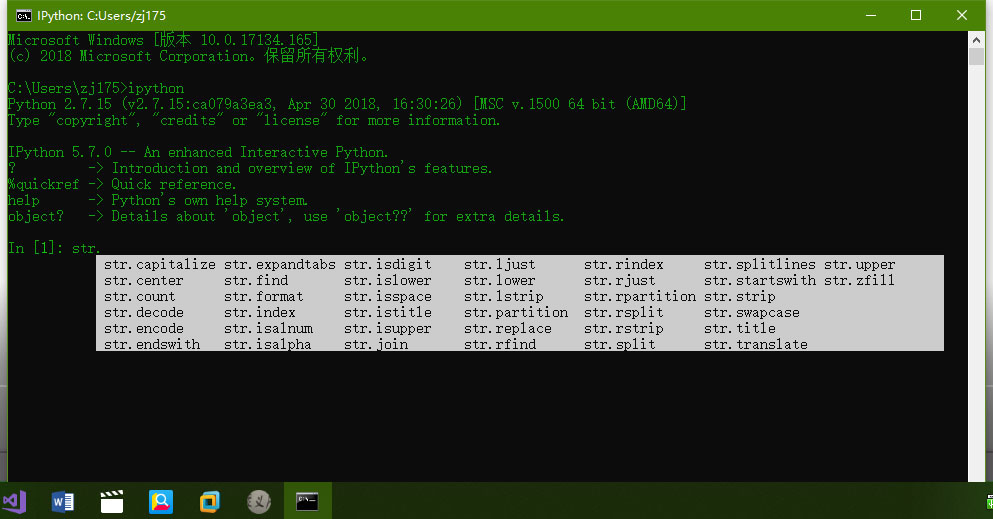 IPython: C:Users/zj175
Microsoft Windows [版本 10.0.17134.165]
(c) 2018 Microsoft Corporation。保留所有权利。
C:\Users\zj175>ipython
Python 2.7.15 (v2.7.15:ca079a3ea3, Apr 30 2018, 16:30:26) [MSC v.1500 64 bit (AMD64)]
Type "copyright", "credits" or "license" for more information.
IPython 5.7.0 -- An enhanced Interactive Python.
?         -> Introduction and overview of IPython's features.
%quickref -> Quick reference.
help      -> Python's own help system.
object?   -> Details about 'object', use 'object??' for extra details.
In [1]: str.
str.capitalize str.expandtabs str.isdigit str.ljust str.rindex str.splitlines str.upper
str.center str.find str.islower str.lower str.rjust str.startswith str.zfill
str.count str.format str.isspace str.lstrip str.rpartition str.strip
str.decode str.index str.istitle str.partition str.rsplit str.swapcase
str.encode str.isalnum str.isupper str.replace str.rstrip str.title
str.endswith str.isalpha str.join str.rfind str.split str.translate